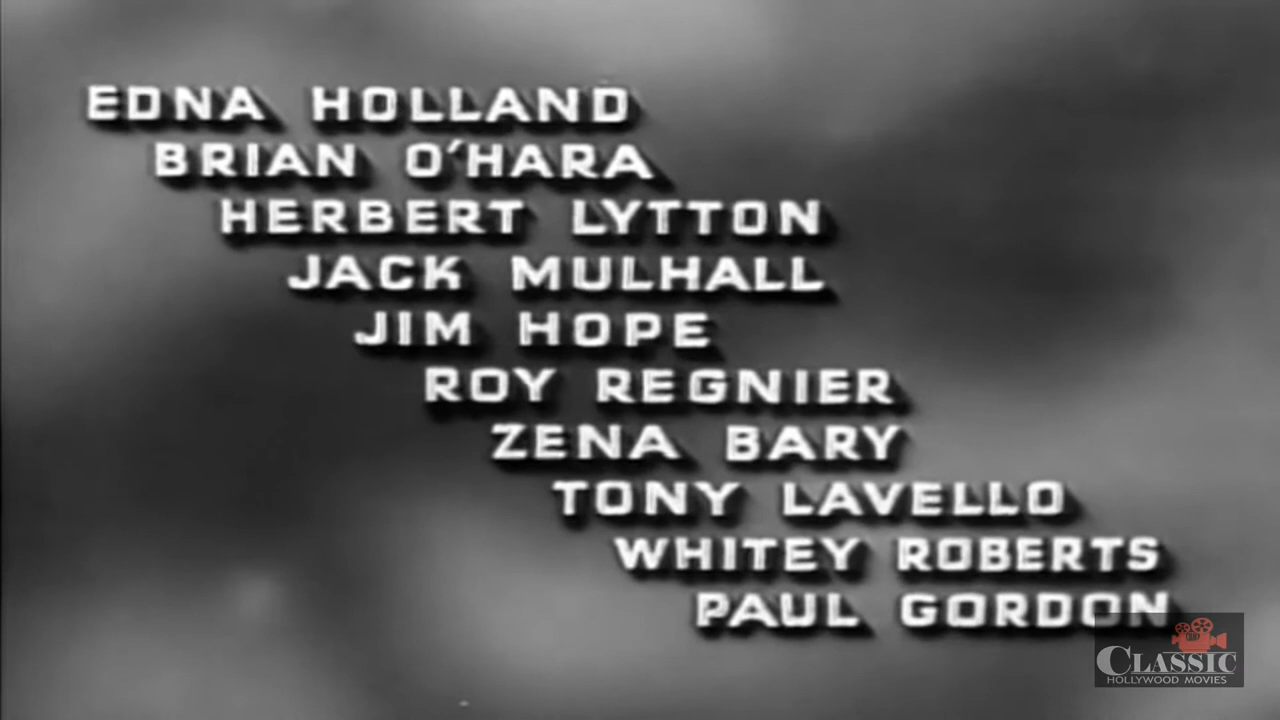 EDNA HOLLAND
BRIAN O'HARA
HERBERT LYTTON
JACK MULHALL
JIM HOPE
ROY REGNIER
ZENA BARY
TONY LAVELLO
WHITEY ROBERTS
PAUL GORDON
CLASSIC
HOLLYWOOD MOVIES